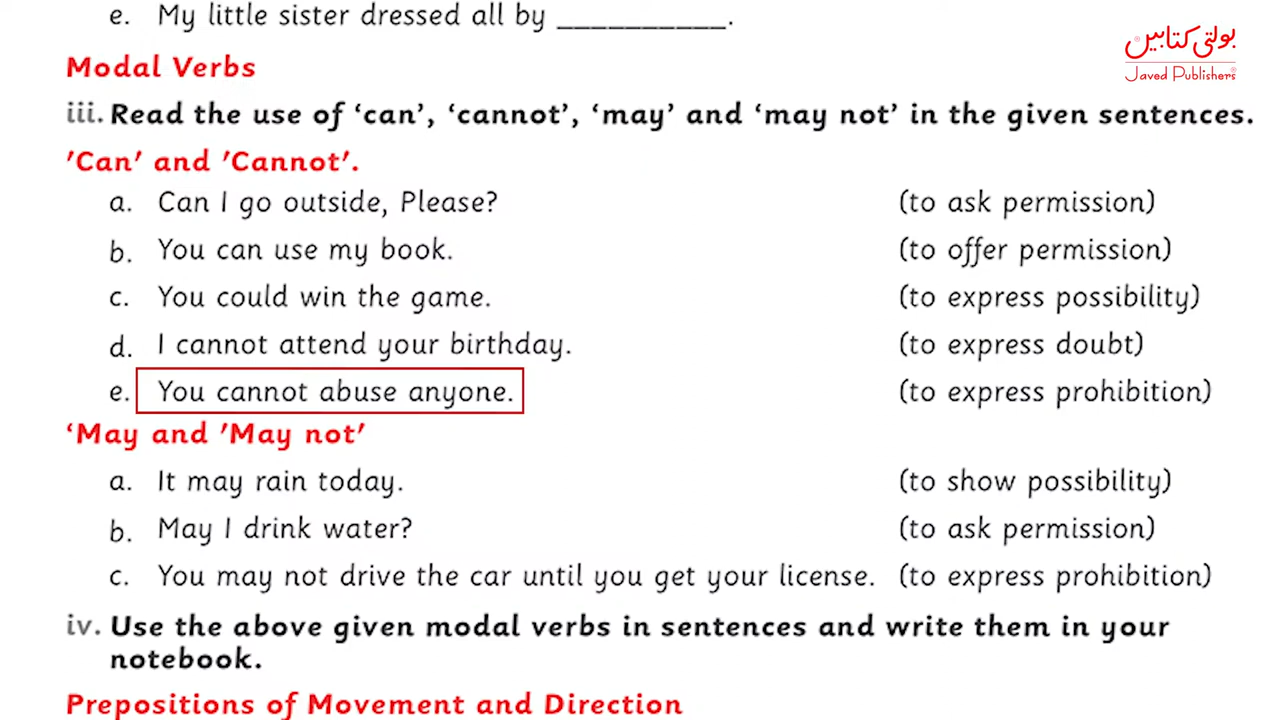 e. My little sister dressed all by __________.
بولتی کتابیں
Javed Publishers®
Modal Verbs
iii. Read the use of ‘can’, ‘cannot’, ‘may’ and ‘may not’ in the given sentences.
’Can’ and ’Cannot’.
a. Can I go outside, Please? (to ask permission)
b. You can use my book. (to offer permission)
c. You could win the game. (to express possibility)
d. I cannot attend your birthday. (to express doubt)
e. You cannot abuse anyone. (to express prohibition)
‘May and ’May not’
a. It may rain today. (to show possibility)
b. May I drink water? (to ask permission)
c. You may not drive the car until you get your license. (to express prohibition)
iv. Use the above given modal verbs in sentences and write them in your
notebook.
Prepositions of Movement and Direction